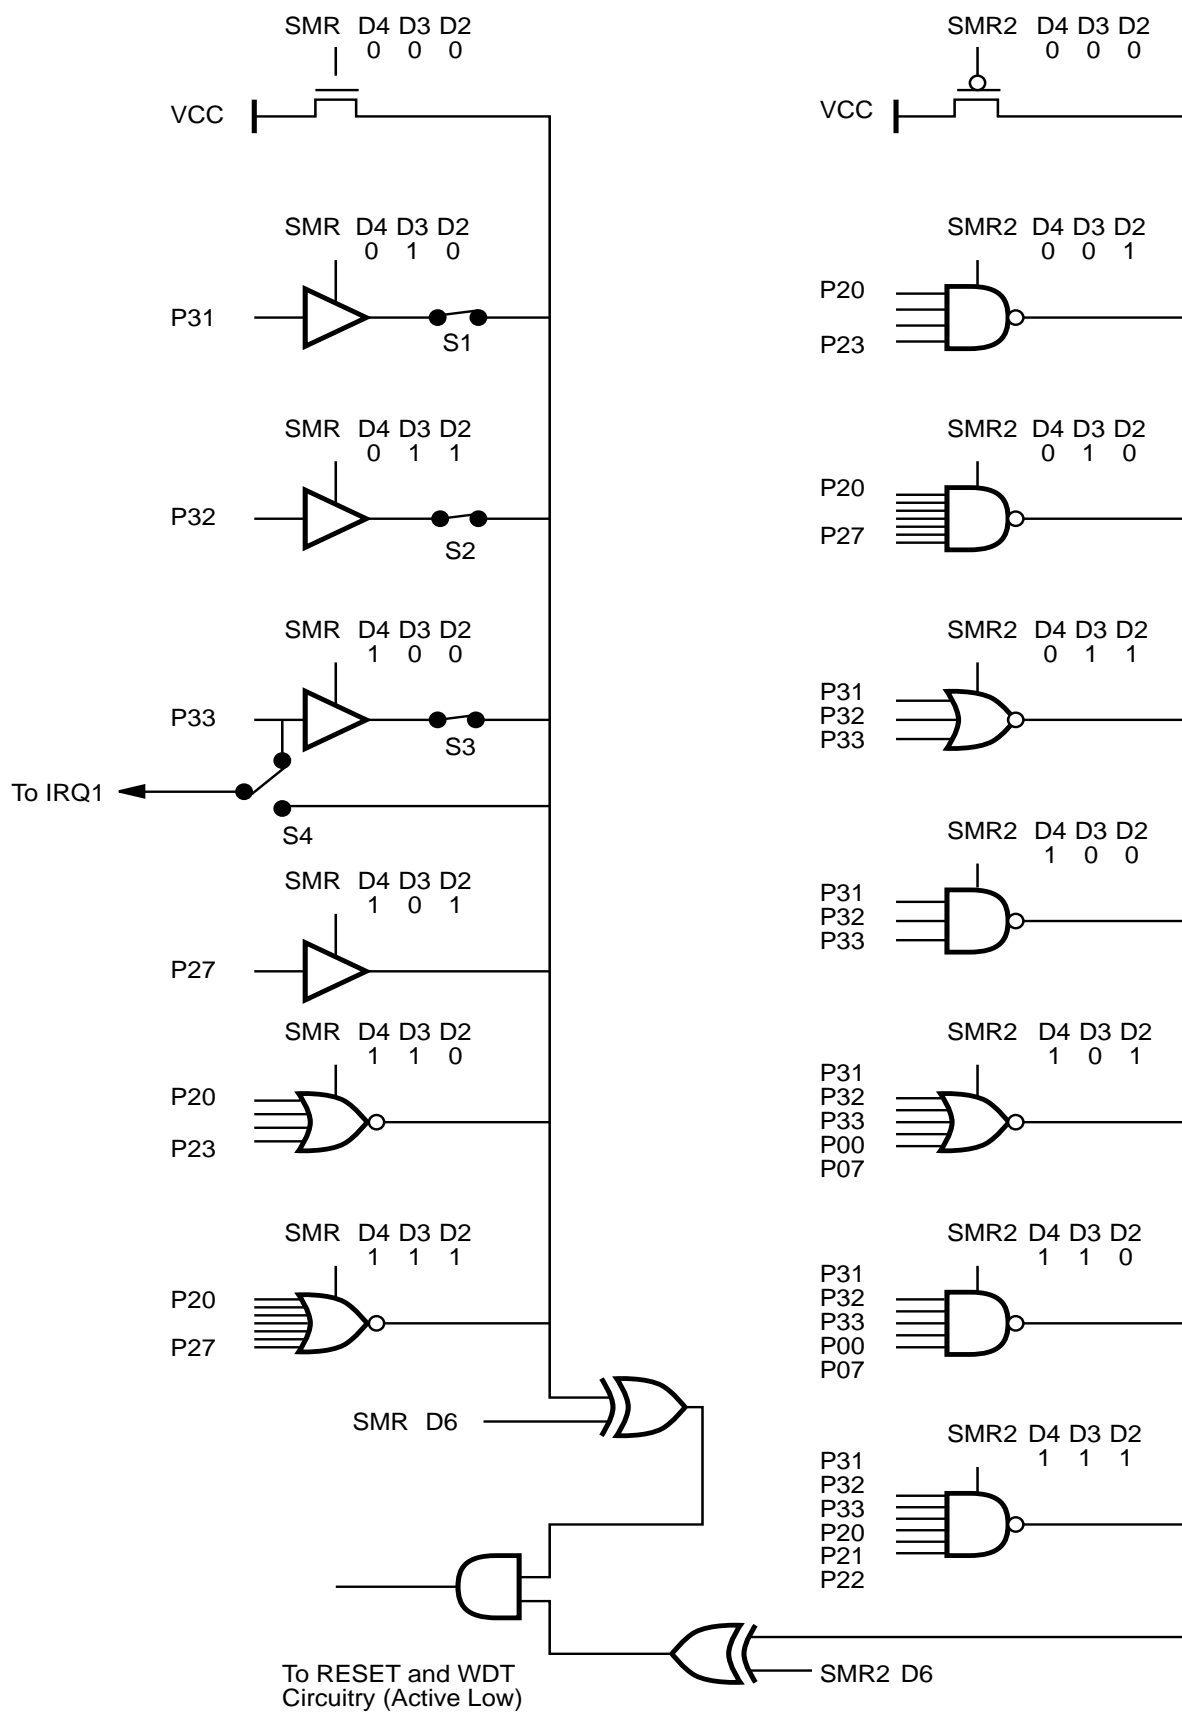 SMR D4 D3 D2
0 0 0
VCC
SMR D4 D3 D2
0 1 0
P31
S1
SMR D4 D3 D2
0 1 1
P32
S2
SMR D4 D3 D2
1 0 0
P33
S3
To IRQ1
S4
SMR D4 D3 D2
1 0 1
P27
SMR D4 D3 D2
1 1 0
P20
P23
SMR D4 D3 D2
1 1 1
P20
P27
SMR D6
To RESET and WDT
Circuitry (Active Low)
SMR2 D4 D3 D2
0 0 0
VCC
SMR2 D4 D3 D2
0 0 1
P20
P23
SMR2 D4 D3 D2
0 1 0
P20
P27
SMR2 D4 D3 D2
0 1 1
P31
P32
P33
SMR2 D4 D3 D2
1 0 0
P31
P32
P33
SMR2 D4 D3 D2
1 0 1
P31
P32
P33
P00
P07
SMR2 D4 D3 D2
1 1 0
P31
P32
P33
P00
P07
SMR2 D4 D3 D2
1 1 1
P31
P32
P33
P20
P21
P22
SMR2 D6